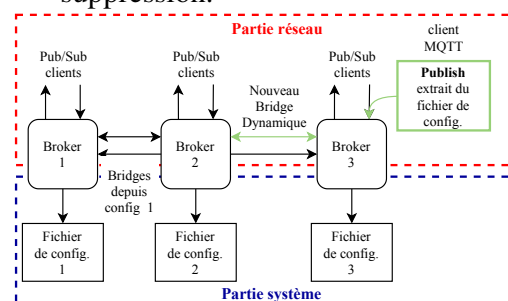 suppression.
Partie réseau
client
MQTT
Pub/Sub
clients
Pub/Sub
clients
Pub/Sub
clients
Nouveau
Bridge
Dynamique
Publish
extrait du
fichier de
config.
Broker
1
Broker
2
Broker
3
Bridges
depuis
config 1
Fichier
de config.
1
Fichier
de config.
2
Fichier
de config.
3
Partie système